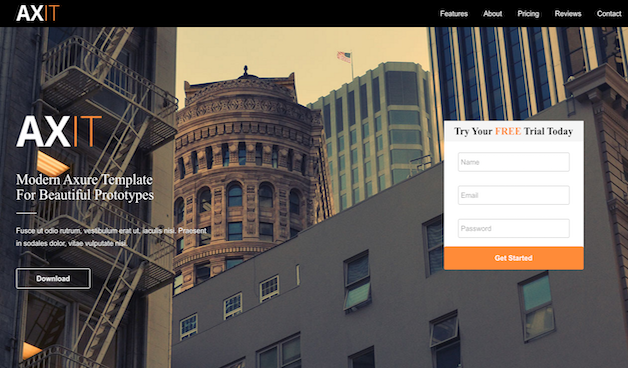 AXIT
Features About Pricing Reviews Contact
AXIT
Modern Axure Template
For Beautiful Prototypes
Fusce ut odio rutrum, vestibulum erat ut, iaculis nisi. Praesent
in sodales dolor, vitae vulputate nisi.
Download
Try Your FREE Trial Today
Name
Email
Password
Get Started